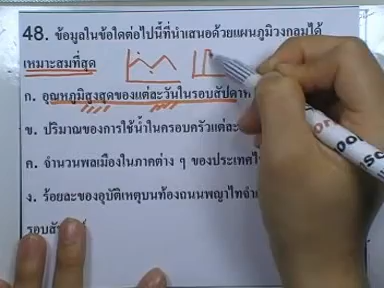 48. ข้อมูลในข้อใดต่อไปนี้ที่นำเสนอด้วยแผนภูมิวงกลมได้
เหมาะสมที่สุด
ก. อุณหภูมิสูงสุดของแต่ละวันในรอบสัปดาห์
ข. ปริมาณของการใช้น้ำในครอบครัวแต่ละ
ค. จำนวนพลเมืองในภาคต่าง ๆ ของประเทศไ
ง. ร้อยละของอุบัติเหตุบนท้องถนนพญาไทจำ